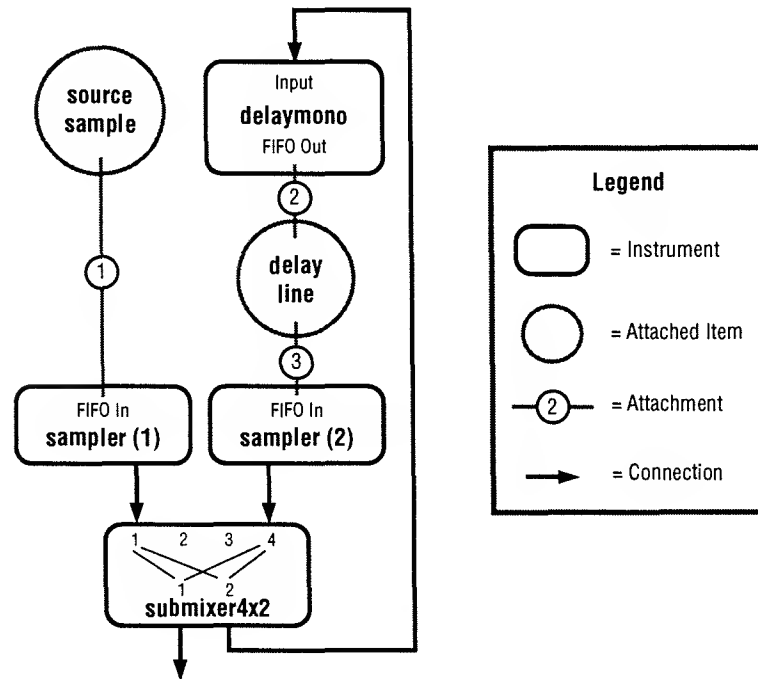 source
sample
Input
delaymono
FIFO Out
2
1
delay
line
3
FIFO In
sampler (1)
FIFO In
sampler (2)
1 2 3 4
1 2
submixer4x2
Legend
= Instrument
= Attached Item
2 = Attachment
= Connection